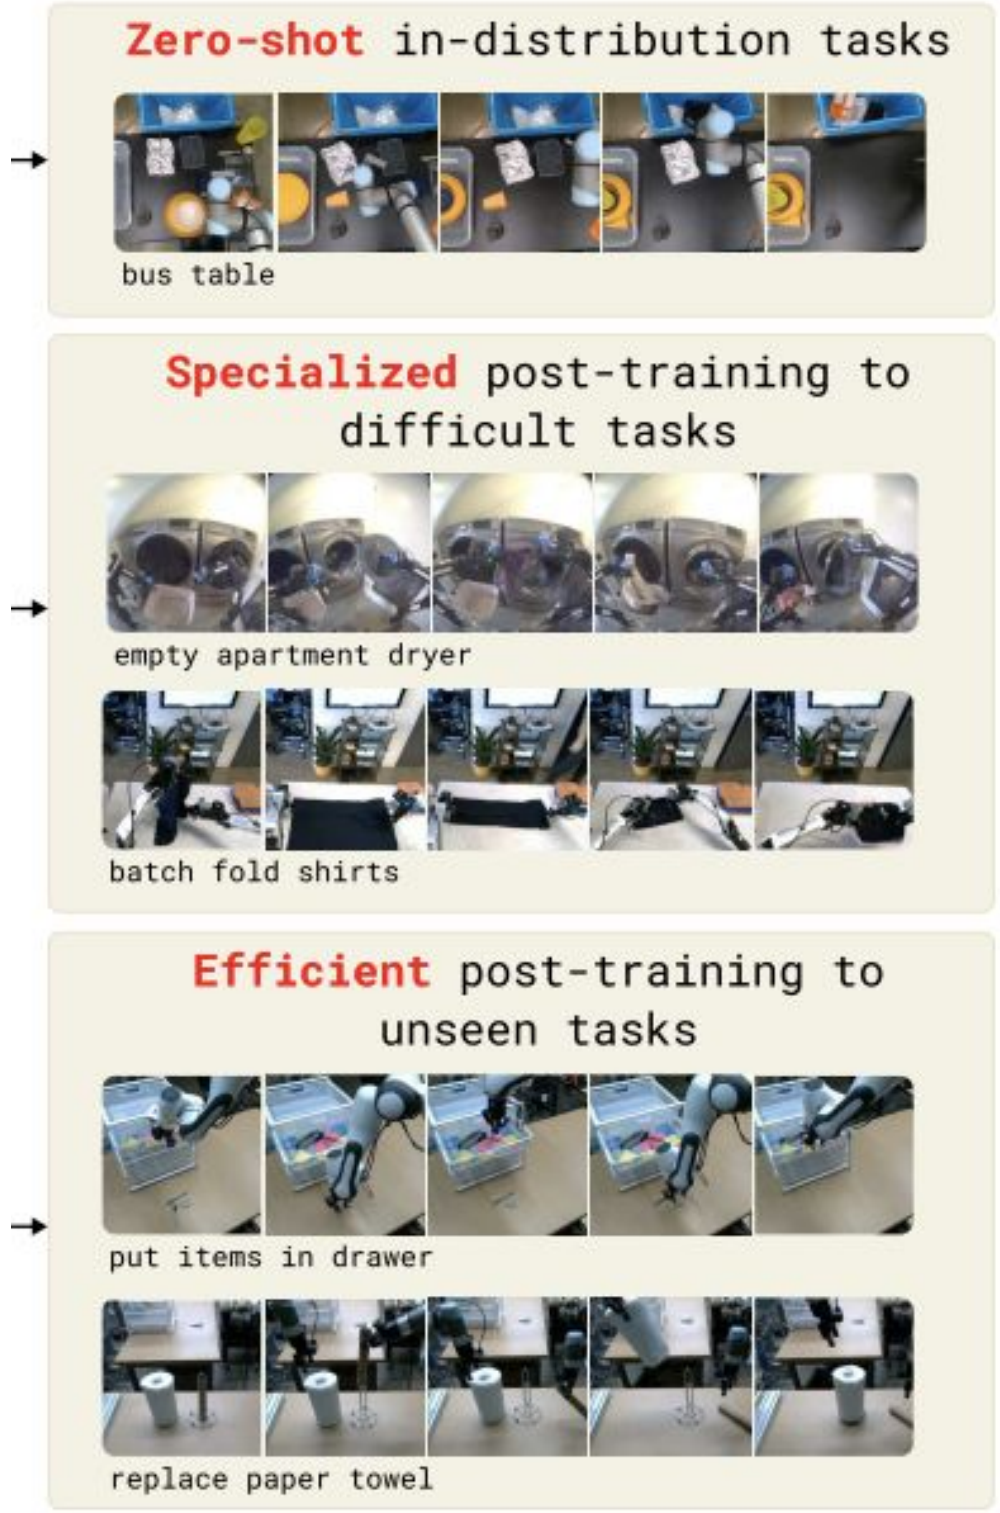 Zero-shot in-distribution tasks
bus table
Specialized post-training to
difficult tasks
empty apartment dryer
batch fold shirts
Efficient post-training to
unseen tasks
put items in drawer
replace paper towel